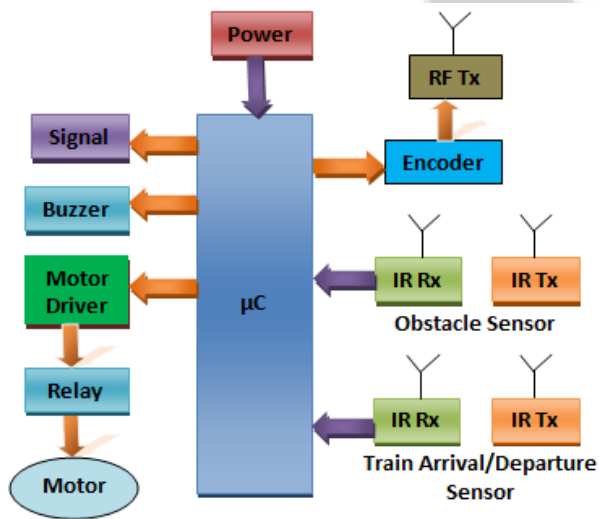 Power
RF Tx
Signal
Encoder
Buzzer
Motor
Driver
µC
IR Rx
IR Tx
Obstacle Sensor
Relay
IR Rx
IR Tx
Train Arrival/Departure
Sensor
Motor